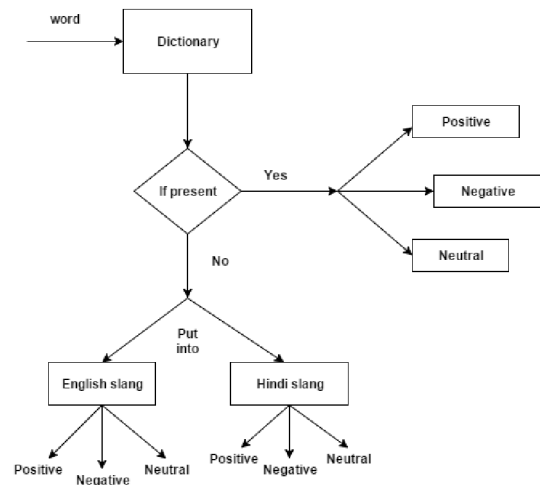 word
Dictionary
Positive
If present
Yes
Negative
Neutral
No
Put
into
English slang
Hindi slang
Positive
Negative
Neutral
Positive
Negative
Neutral